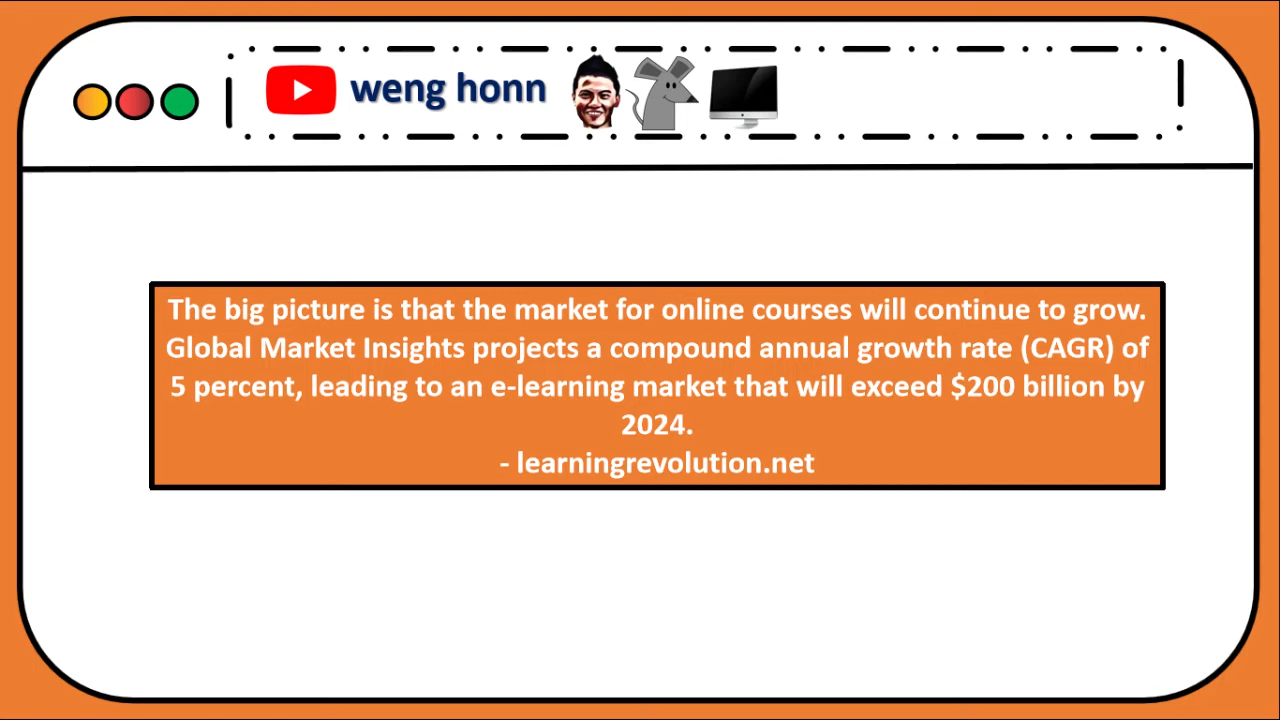 weng honn
The big picture is that the market for online courses will continue to grow.
Global Market Insights projects a compound annual growth rate (CAGR) of
5 percent, leading to an e-learning market that will exceed $200 billion by
2024.
- learningrevolution.net